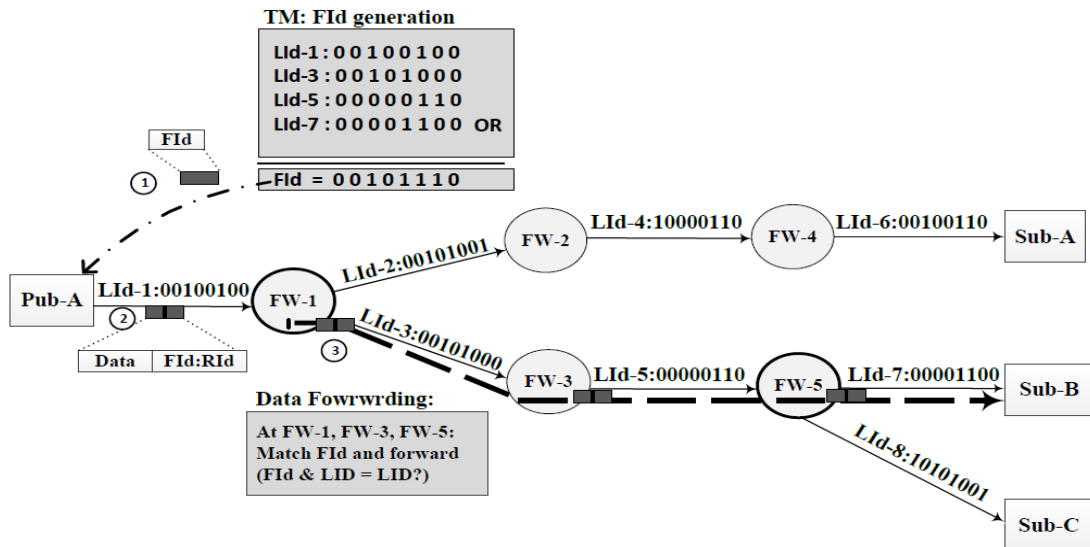 TM: FId generation
LId-1 : 0 0 1 0 0 1 0 0
LId-3 : 0 0 1 0 1 0 0 0
LId-5 : 0 0 0 0 0 1 1 0
LId-7 : 0 0 0 0 1 1 0 0 OR
FId = 0 0 1 0 1 1 1 0
FId
1
Pub-A
LId-1:00100100
2
Data FId:RId
FW-1
3
LId-2:00101001
FW-2
LId-4:10000110
FW-4
LId-6:00100110
Sub-A
LId-3:00101000
FW-3
LId-5:00000110
FW-5
LId-7:00001100
Sub-B
LId-8:10101001
Sub-C
Data Fowrwrding:
At FW-1, FW-3, FW-5:
Match FId and forward
(FId & LID = LID?)